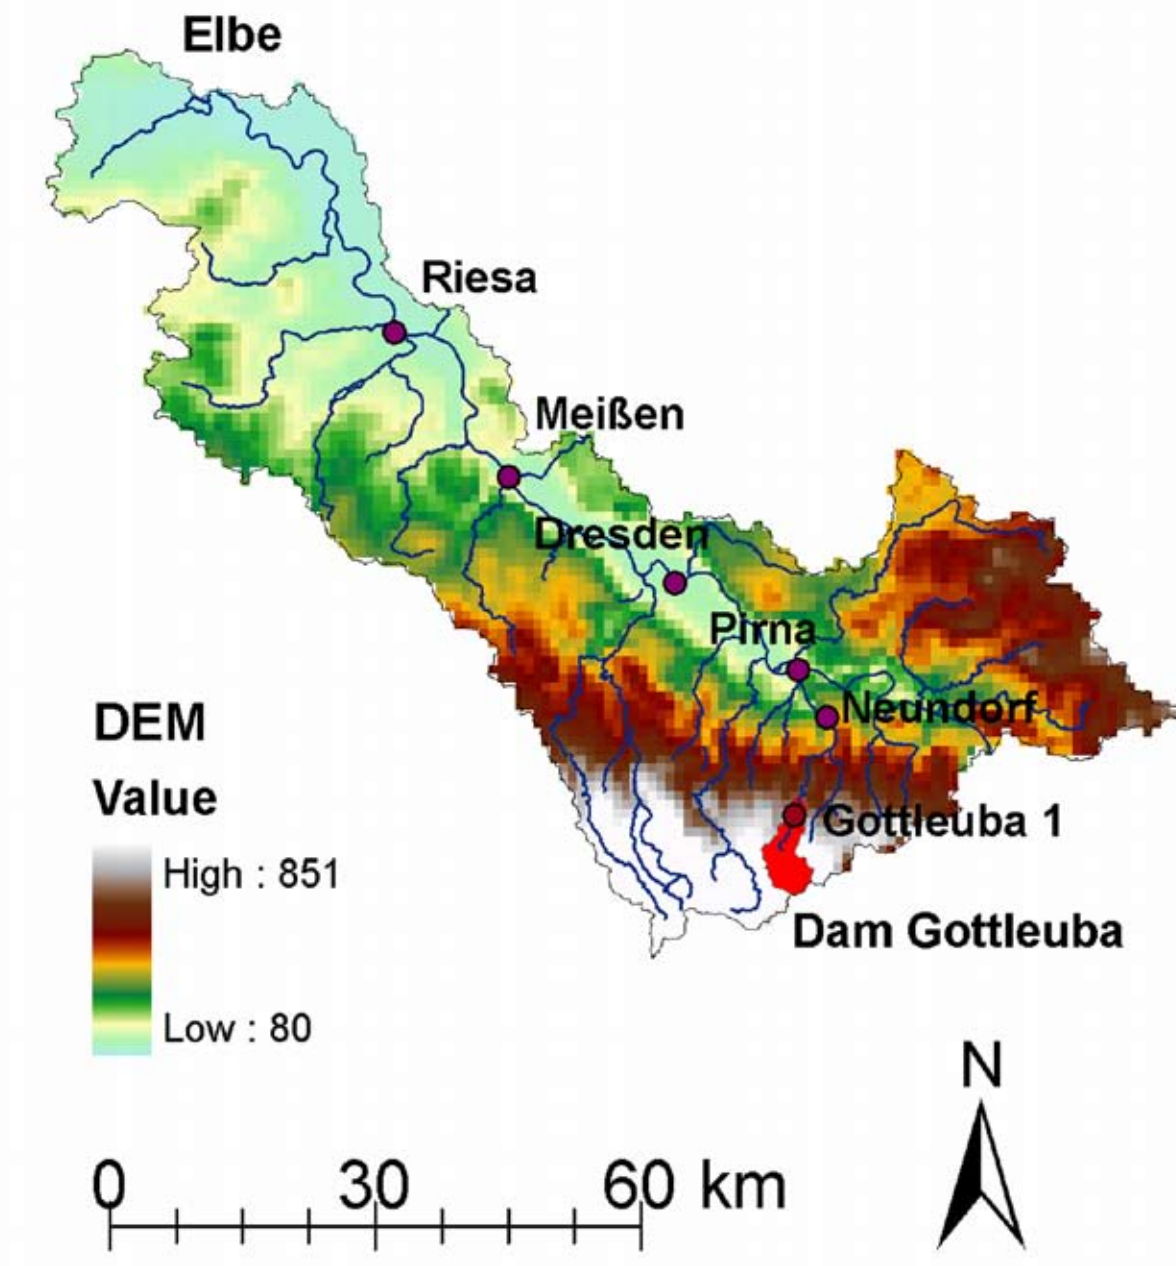 Elbe
Riesa
Meißen
Dresden
Pirna
Neundorf
Gottleuba 1
Dam Gottleuba
DEM
Value
High : 851
Low : 80
N
0 30 60 km